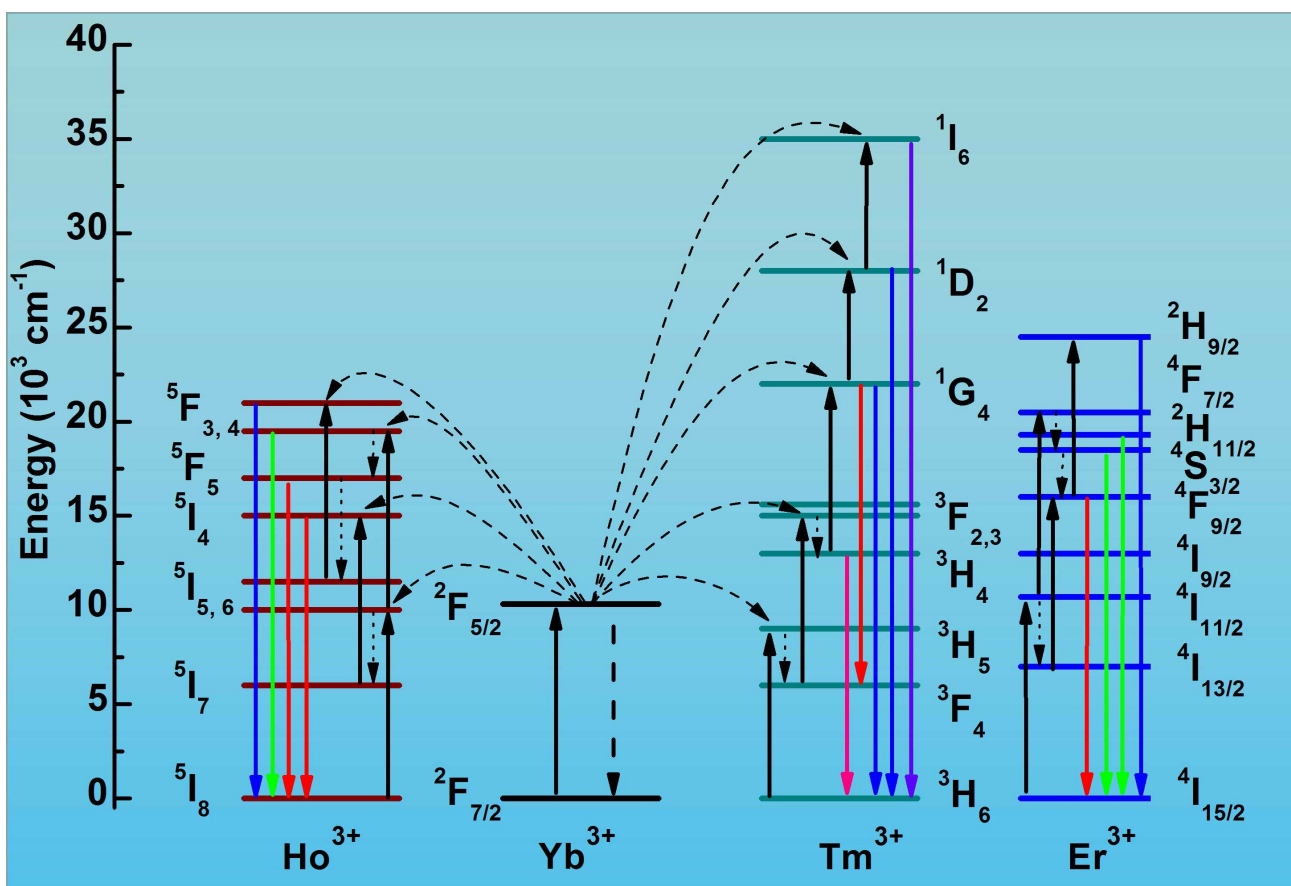 Energy (10³ cm⁻¹)
40
35
30
25
20
15
10
5
0
⁵F₃, ₄
⁵F₅
⁵I₄
⁵I₅, ₆
⁵I₇
⁵I₈
Ho³⁺
²F₅/₂
²F₇/₂
Yb³⁺
¹I₆
¹D₂
¹G₄
³F₂,₃
³H₄
³H₅
³F₄
³H₆
Tm³⁺
²H₉/₂
⁴F₇/₂
²H₁₁/₂
⁴S₃/₂
⁴F₉/₂
⁴I₉/₂
⁴I₁₁/₂
⁴I₁₃/₂
⁴I₁₅/₂
Er³⁺